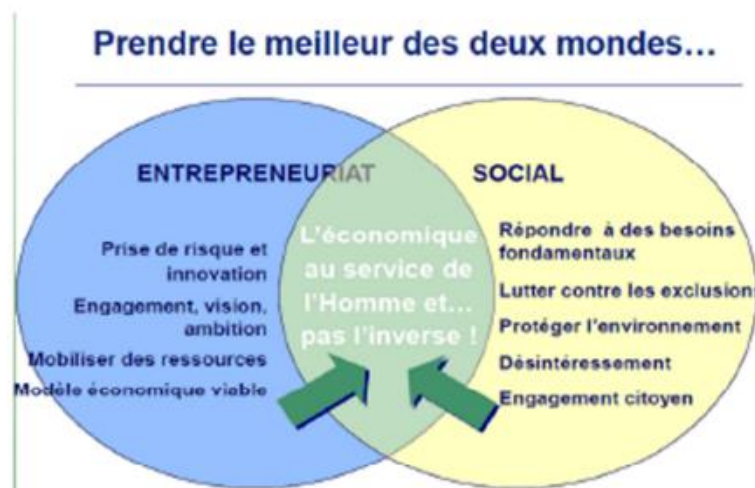 Prendre le meilleur des deux mondes...
ENTREPRENEURIAT
Prise de risque et
innovation
Engagement, vision,
ambition
Mobiliser des ressources
Modèle économique viable
L'économique
au service de
l'Homme et...
pas l'inverse !
SOCIAL
Répondre à des besoins
fondamentaux
Lutter contre les exclusions
Protéger l'environnement
Désintéressement
Engagement citoyen